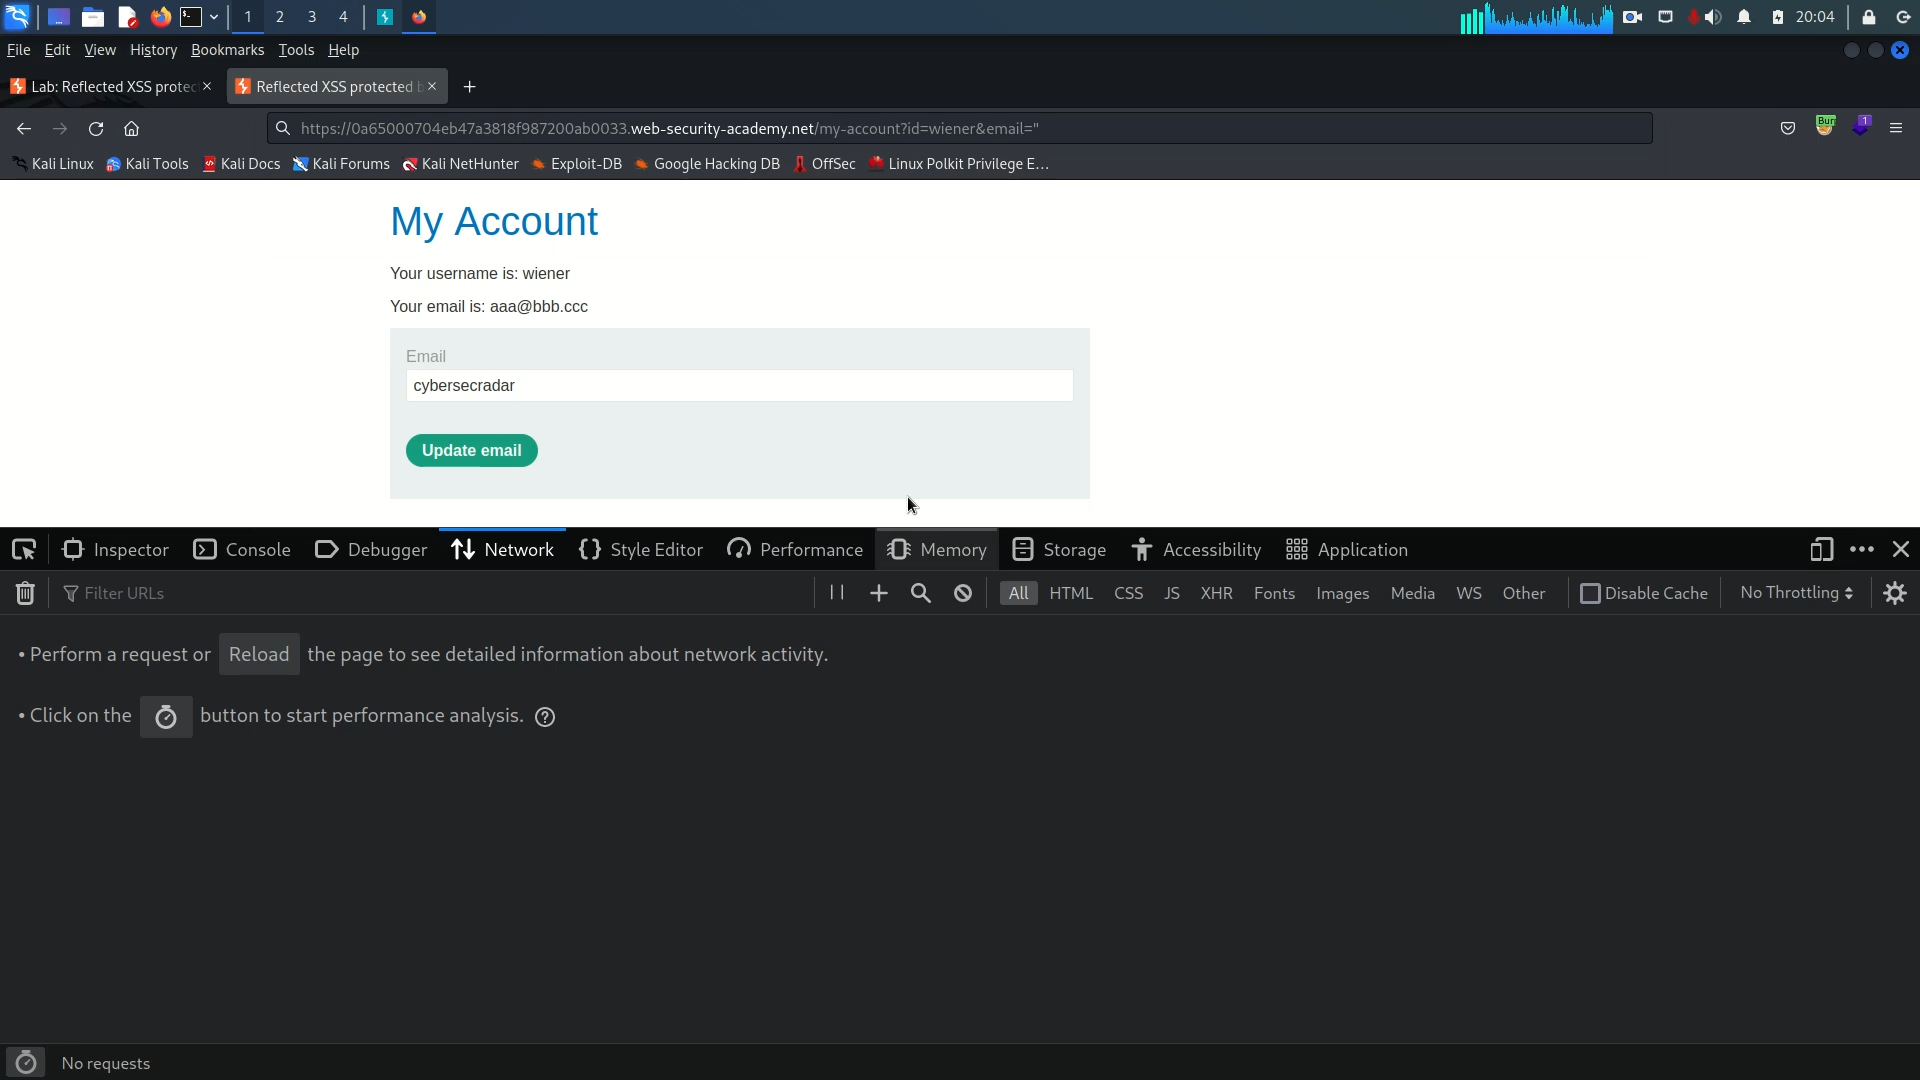 1 2 3 4 20:04
File Edit View History Bookmarks Tools Help
Lab: Reflected XSS protec Reflected XSS protected b
https://0a65000704eb47a3818f987200ab0033.web-security-academy.net/my-account?id=wiener&email=" Bur 1
Kali Linux Kali Tools Kali Docs Kali Forums Kali NetHunter Exploit-DB Google Hacking DB OffSec Linux Polkit Privilege E…
My Account
Your username is: wiener
Your email is: aaa@bbb.ccc
Email
cybersecradar
Update email
Inspector Console Debugger Network Style Editor Performance Memory Storage Accessibility Application
Filter URLs All HTML CSS JS XHR Fonts Images Media WS Other Disable Cache No Throttling
• Perform a request or Reload the page to see detailed information about network activity.
• Click on the button to start performance analysis.
No requests